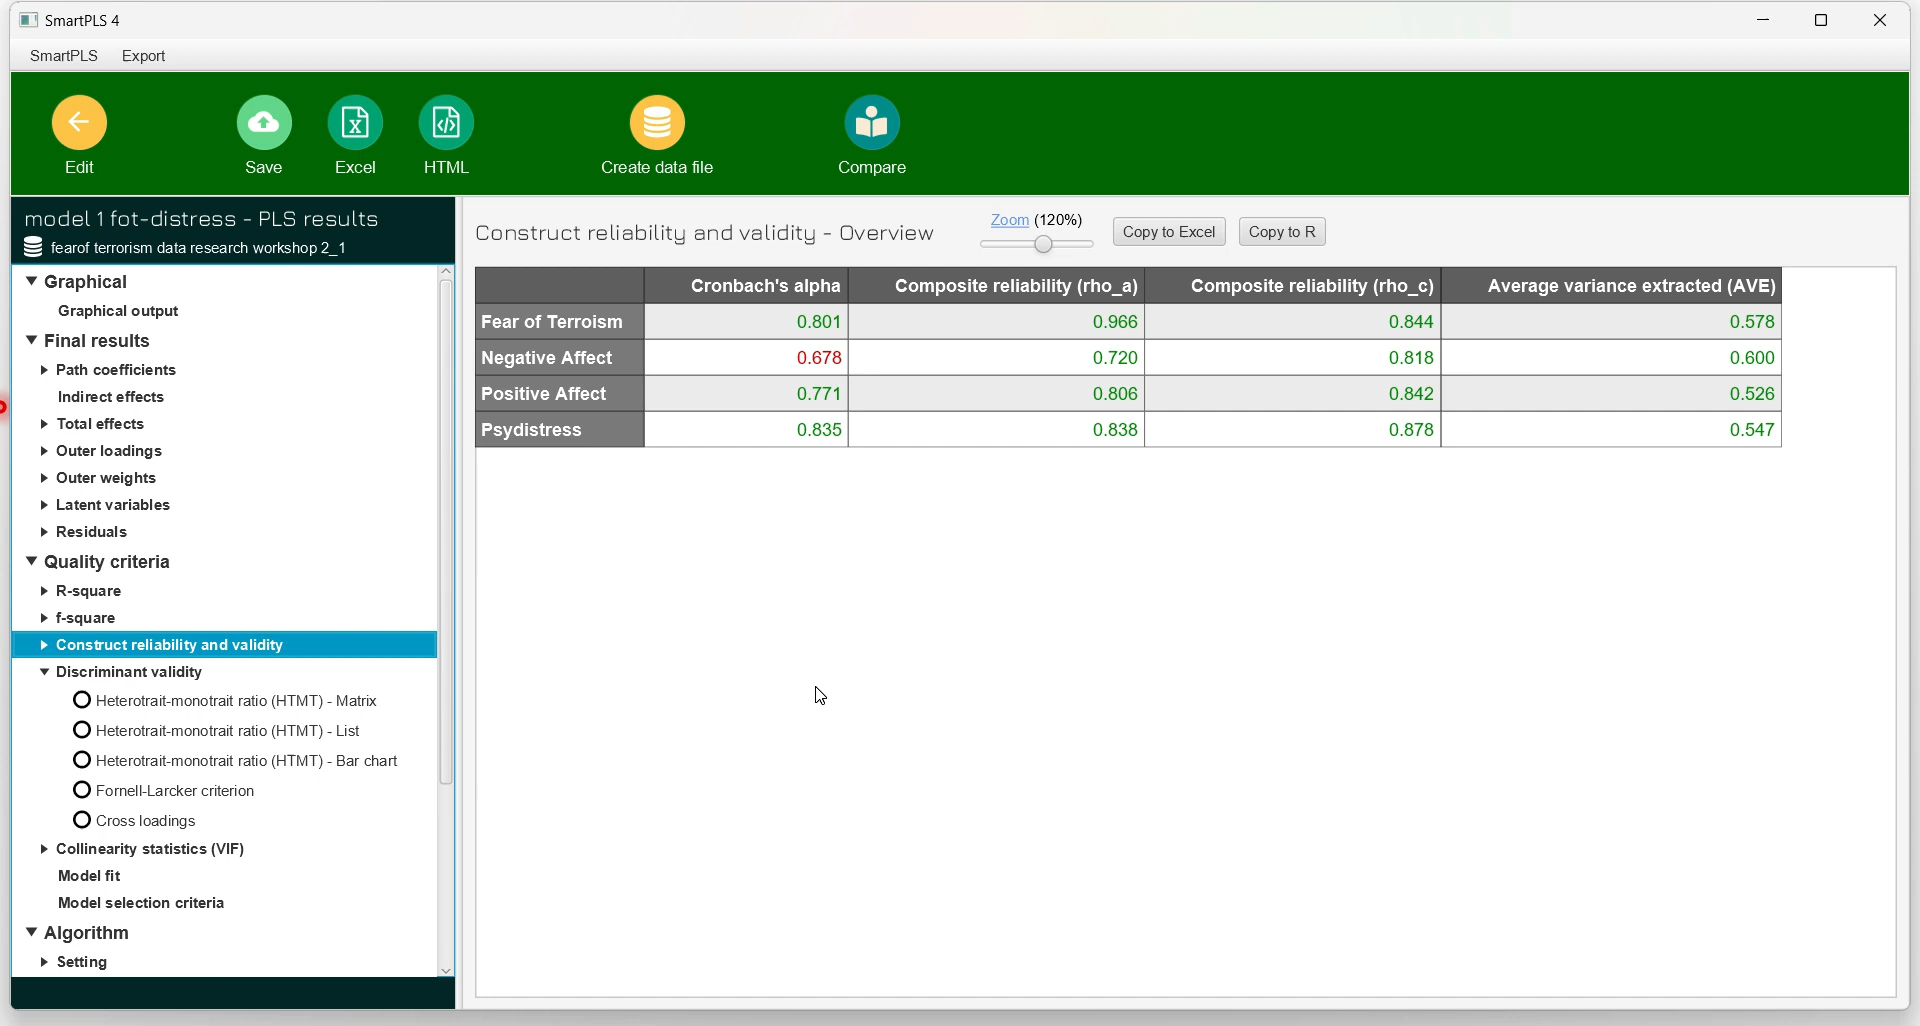 SmartPLS 4
SmartPLS Export
Edit Save Excel HTML Create data file Compare
model 1 fot-distress - PLS results
fearof terrorism data research workshop 2_1
Graphical
Graphical output
Final results
Path coefficients
Indirect effects
Total effects
Outer loadings
Outer weights
Latent variables
Residuals
Quality criteria
R-square
f-square
Construct reliability and validity
Discriminant validity
Heterotrait-monotrait ratio (HTMT) - Matrix
Heterotrait-monotrait ratio (HTMT) - List
Heterotrait-monotrait ratio (HTMT) - Bar chart
Fornell-Larcker criterion
Cross loadings
Collinearity statistics (VIF)
Model fit
Model selection criteria
Algorithm
Setting
Construct reliability and validity - Overview
Zoom (120%)
Copy to Excel Copy to R
Cronbach's alpha Composite reliability (rho_a) Composite reliability (rho_c) Average variance extracted (AVE)
Fear of Terroism 0.801 0.966 0.844 0.578
Negative Affect 0.678 0.720 0.818 0.600
Positive Affect 0.771 0.806 0.842 0.526
Psydistress 0.835 0.838 0.878 0.547